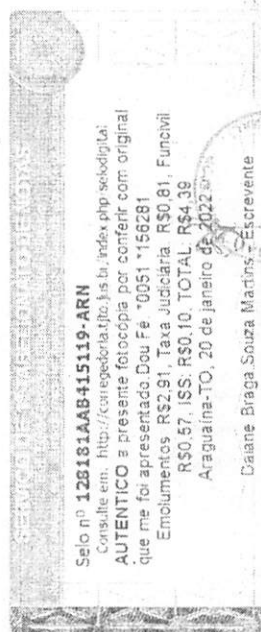 Selo nº 128181AAB415119-ARN
Consulte em: http://corregedoria.tjto.jus.br/index.php/selodigital
AUTENTICO a presente fotocópia por conferir com original
que me foi apresentado.Dou Fé. *0051 *156281
Emolumentos R$2,91, Taxa Judiciária R$0,81, Funcivil
R$0,57. ISS: R$0,10, TOTAL: R$4,39
Araguaína-TO, 20 de janeiro de 2022
Daiane Braga Souza Martins - Escrevente